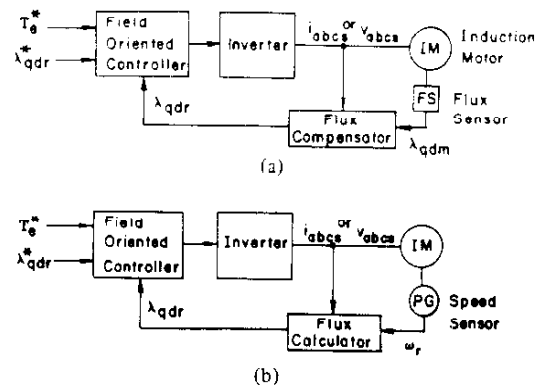 T*e
λ*qdr
Field
Oriented
Controller
Inverter
iabcs or vabcs
IM
Induction
Motor
FS
Flux
Sensor
λqdr
Flux
Compensator
λqdm
(a)
T*e
λ*qdr
Field
Oriented
Controller
Inverter
iabcs or vabcs
IM
PG
Speed
Sensor
λqdr
Flux
Calculator
ωr
(b)